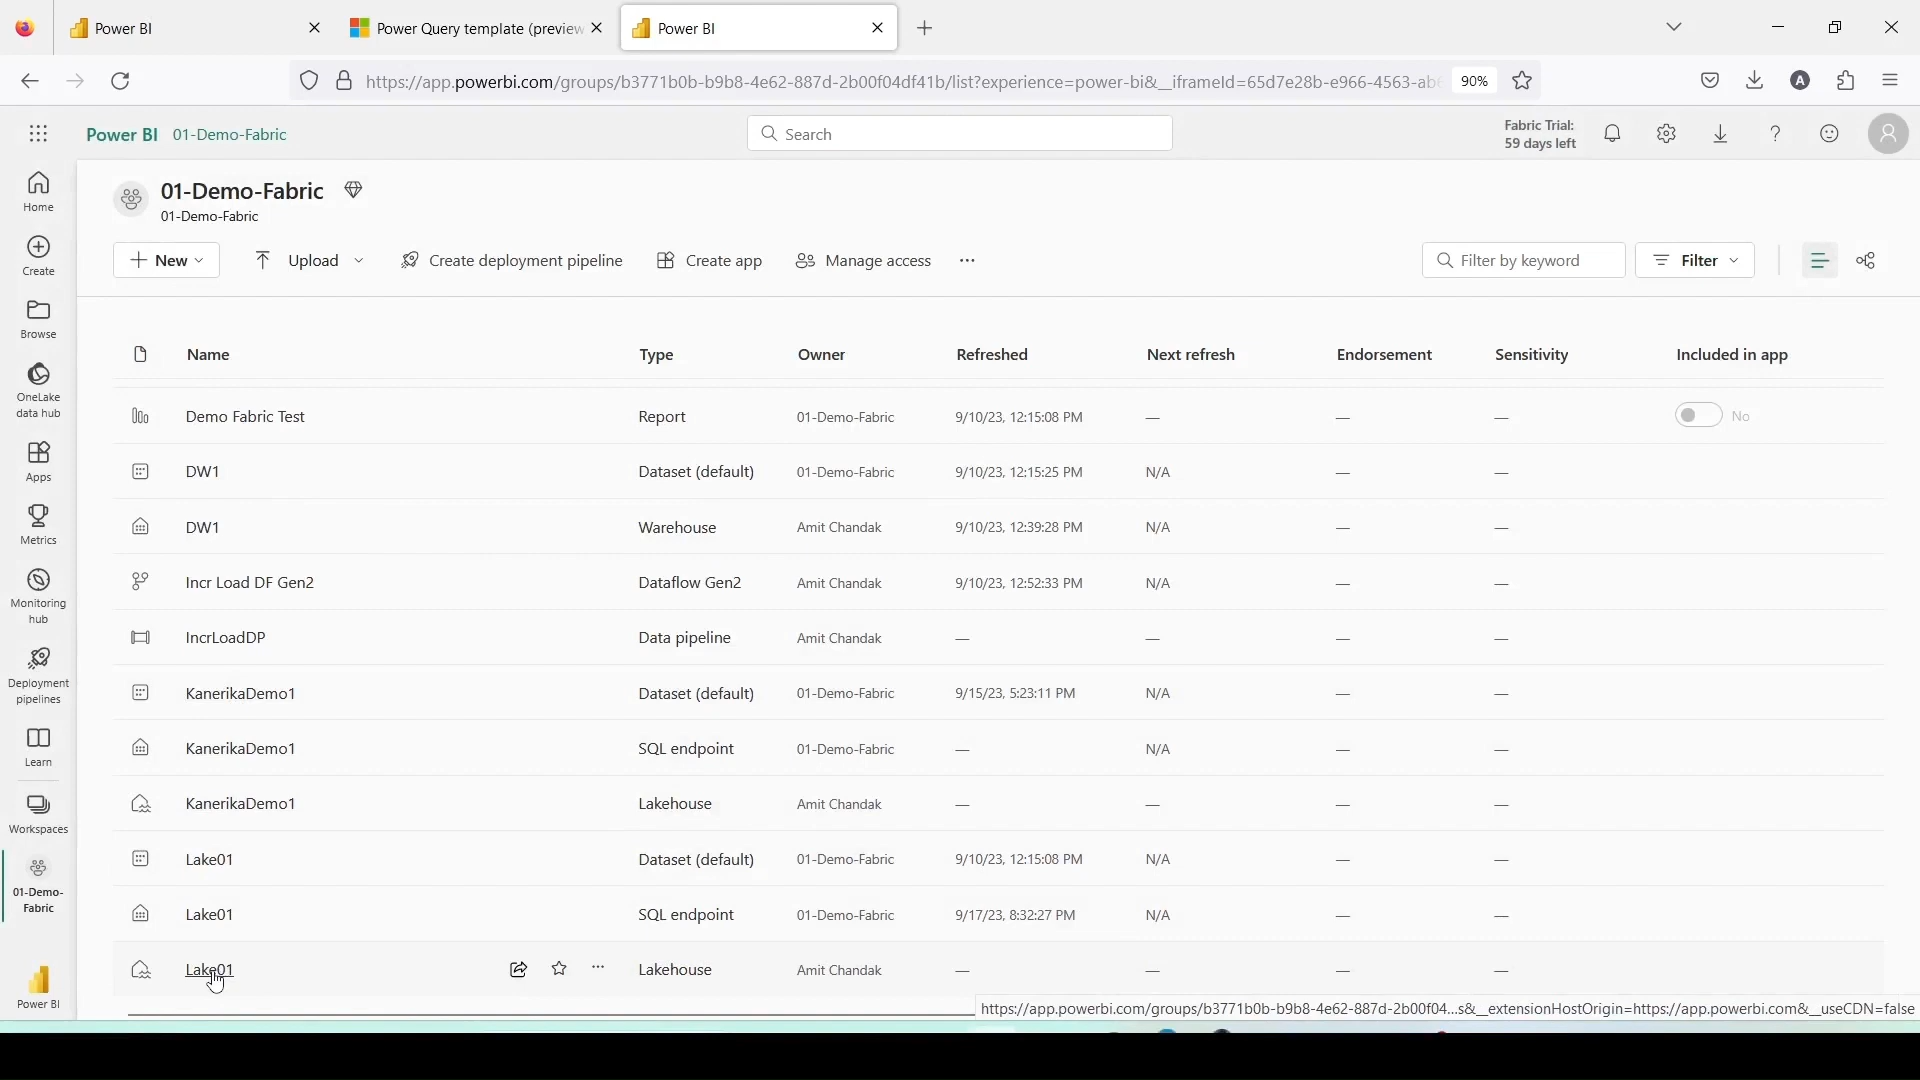 Power BI
Power Query template (preview
Power BI
https://app.powerbi.com/groups/b3771b0b-b9b8-4e62-887d-2b00f04df41b/list?experience=power-bi&__iframeId=65d7e28b-e966-4563-ab6
90%
A
Power BI 01-Demo-Fabric
Search
Fabric Trial:
59 days left
01-Demo-Fabric
01-Demo-Fabric
New
Upload
Create deployment pipeline
Create app
Manage access
Filter by keyword
Filter
Home
Create
Browse
OneLake
data hub
Apps
Metrics
Monitoring
hub
Deployment
pipelines
Learn
Workspaces
01-Demo-
Fabric
Power BI
Name Type Owner Refreshed Next refresh Endorsement Sensitivity Included in app
Demo Fabric Test Report 01-Demo-Fabric 9/10/23, 12:15:08 PM — — — No
DW1 Dataset (default) 01-Demo-Fabric 9/10/23, 12:15:25 PM N/A — —
DW1 Warehouse Amit Chandak 9/10/23, 12:39:28 PM N/A — —
Incr Load DF Gen2 Dataflow Gen2 Amit Chandak 9/10/23, 12:52:33 PM N/A — —
IncrLoadDP Data pipeline Amit Chandak — — — —
KanerikaDemo1 Dataset (default) 01-Demo-Fabric 9/15/23, 5:23:11 PM N/A — —
KanerikaDemo1 SQL endpoint 01-Demo-Fabric — N/A — —
KanerikaDemo1 Lakehouse Amit Chandak — — — —
Lake01 Dataset (default) 01-Demo-Fabric 9/10/23, 12:15:08 PM N/A — —
Lake01 SQL endpoint 01-Demo-Fabric 9/17/23, 8:32:27 PM N/A — —
Lake01 Lakehouse Amit Chandak — — — —
https://app.powerbi.com/groups/b3771b0b-b9b8-4e62-887d-2b00f04...s&__extensionHostOrigin=https://app.powerbi.com&__useCDN=false